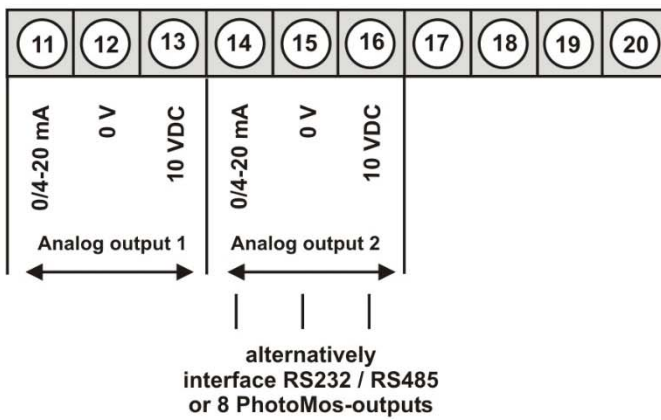 11 12 13 14 15 16 17 18 19 20
0/4-20 mA 0 V 10 VDC 0/4-20 mA 0 V 10 VDC
Analog output 1 Analog output 2
alternatively
interface RS232 / RS485
or 8 PhotoMos-outputs